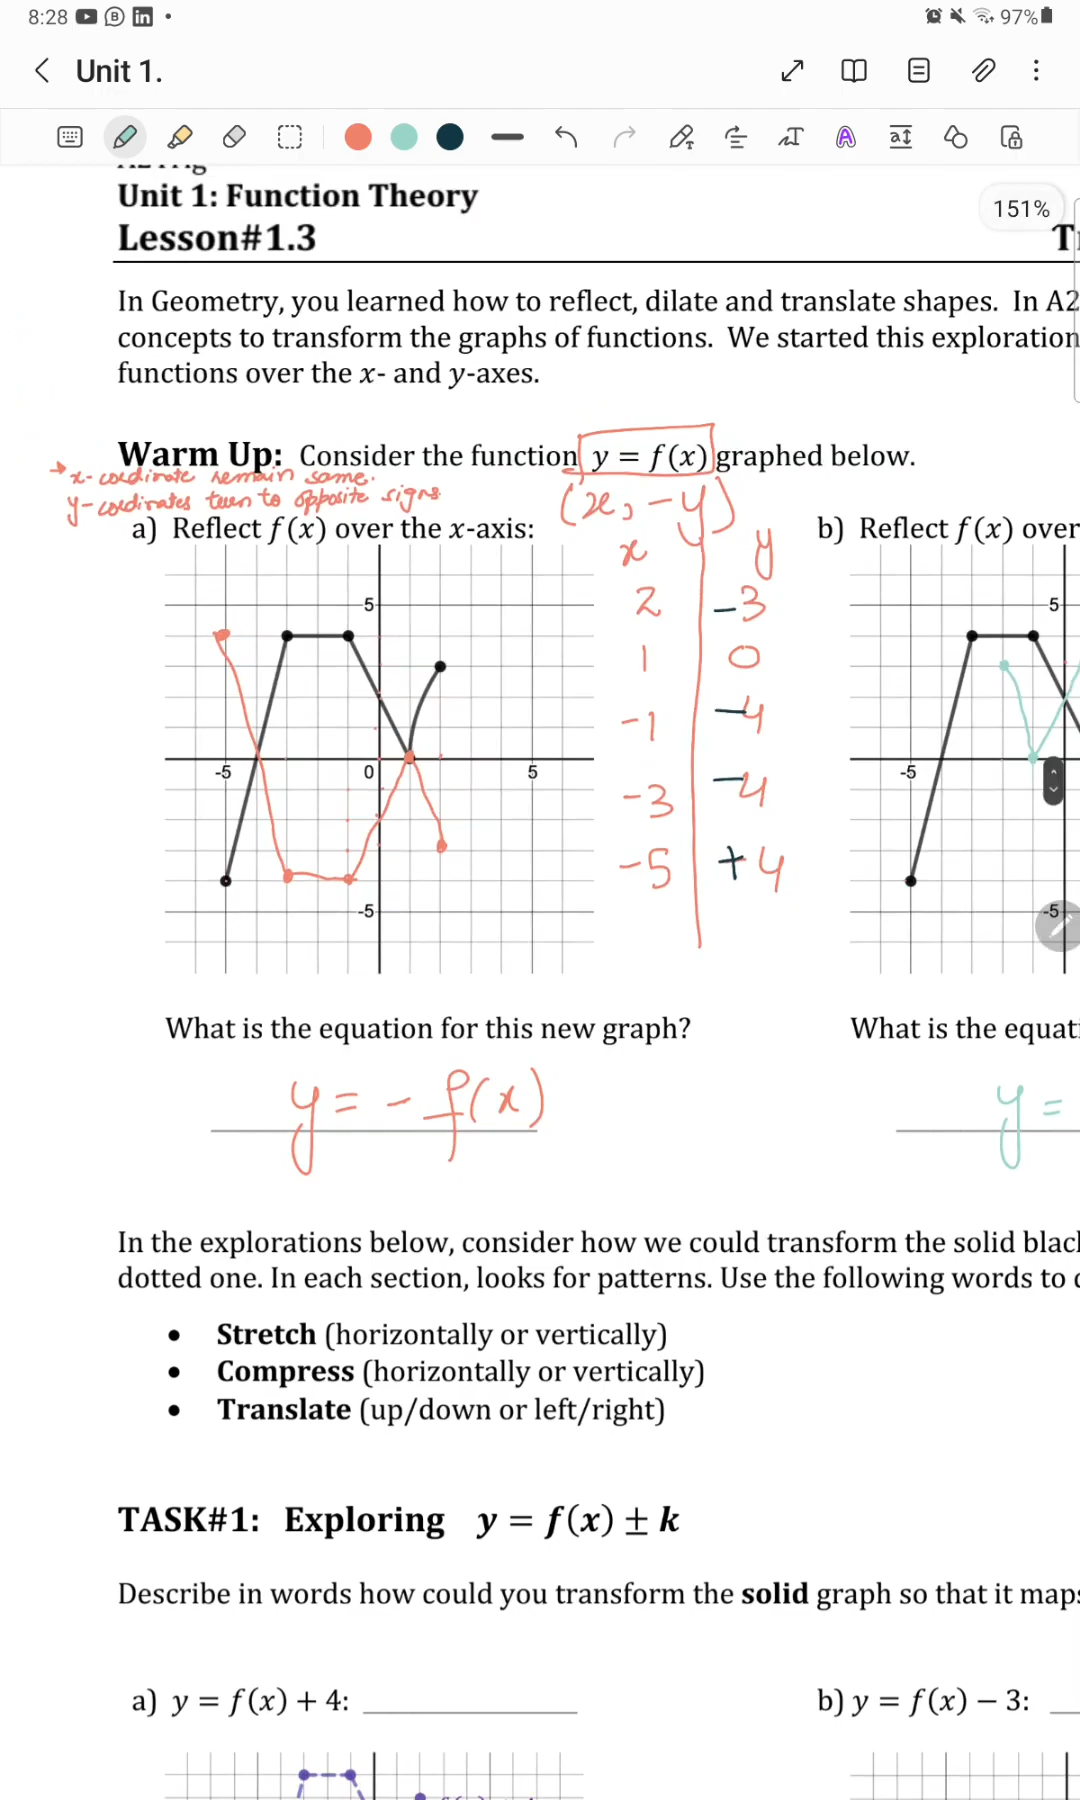 8:28
97%
Unit 1.
151%
Unit 1: Function Theory
Lesson#1.3
In Geometry, you learned how to reflect, dilate and translate shapes. In A2
concepts to transform the graphs of functions. We started this exploration
functions over the x- and y-axes.
Warm Up: Consider the function y = f(x) graphed below.
→ x-cordinate remain same.
y-cordinates turn to opposite signs
(x, -y)
a) Reflect f(x) over the x-axis:
b) Reflect f(x) over
x y
2 -3
1 0
-1 -4
-3 -4
-5 +4
5
-5 0 5
-5
5
-5
-5
What is the equation for this new graph?
What is the equati
y = - f(x)
y =
In the explorations below, consider how we could transform the solid blac
dotted one. In each section, looks for patterns. Use the following words to
• Stretch (horizontally or vertically)
• Compress (horizontally or vertically)
• Translate (up/down or left/right)
TASK#1: Exploring y = f(x) ± k
Describe in words how could you transform the solid graph so that it maps
a) y = f(x) + 4:
b) y = f(x) − 3: